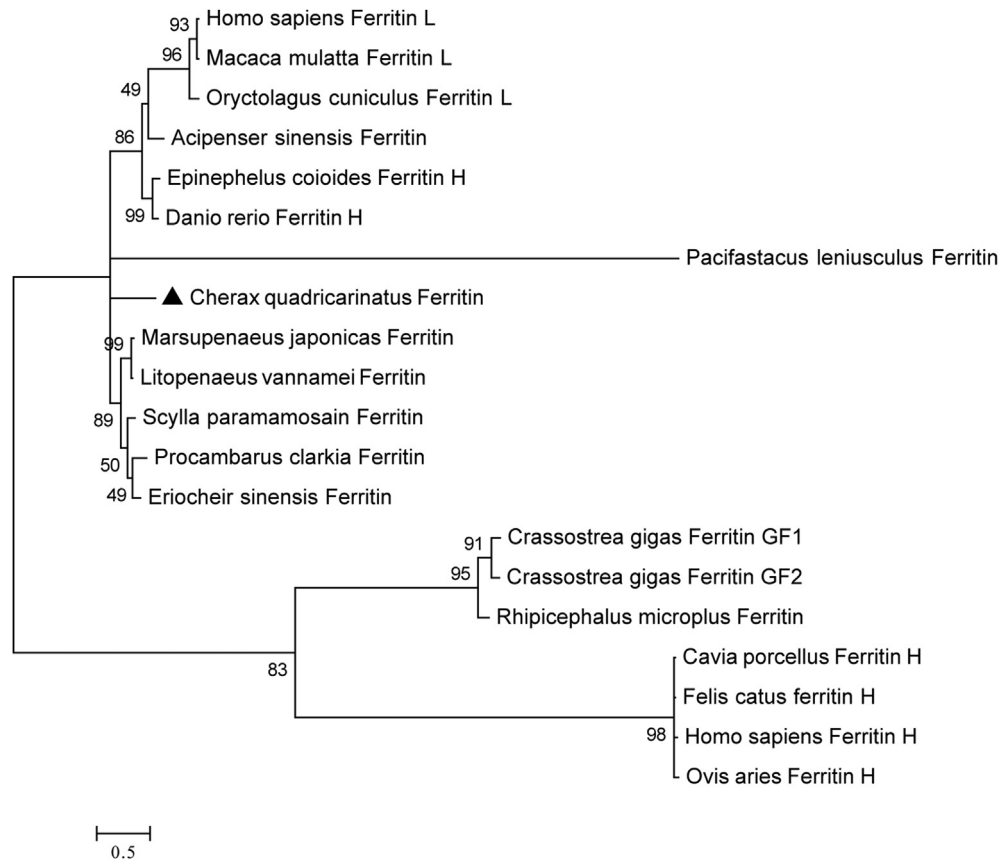 93
Homo sapiens Ferritin L
Macaca mulatta Ferritin L
96
Oryctolagus cuniculus Ferritin L
49
Acipenser sinensis Ferritin
86
Epinephelus coioides Ferritin H
99
Danio rerio Ferritin H
Pacifastacus leniusculus Ferritin
Cherax quadricarinatus Ferritin
99
Marsupenaeus japonicas Ferritin
Litopenaeus vannamei Ferritin
89
Scylla paramamosain Ferritin
50
Procambarus clarkia Ferritin
49
Eriocheir sinensis Ferritin
91
Crassostrea gigas Ferritin GF1
95
Crassostrea gigas Ferritin GF2
Rhipicephalus microplus Ferritin
83
Cavia porcellus Ferritin H
Felis catus ferritin H
98
Homo sapiens Ferritin H
Ovis aries Ferritin H
0.5